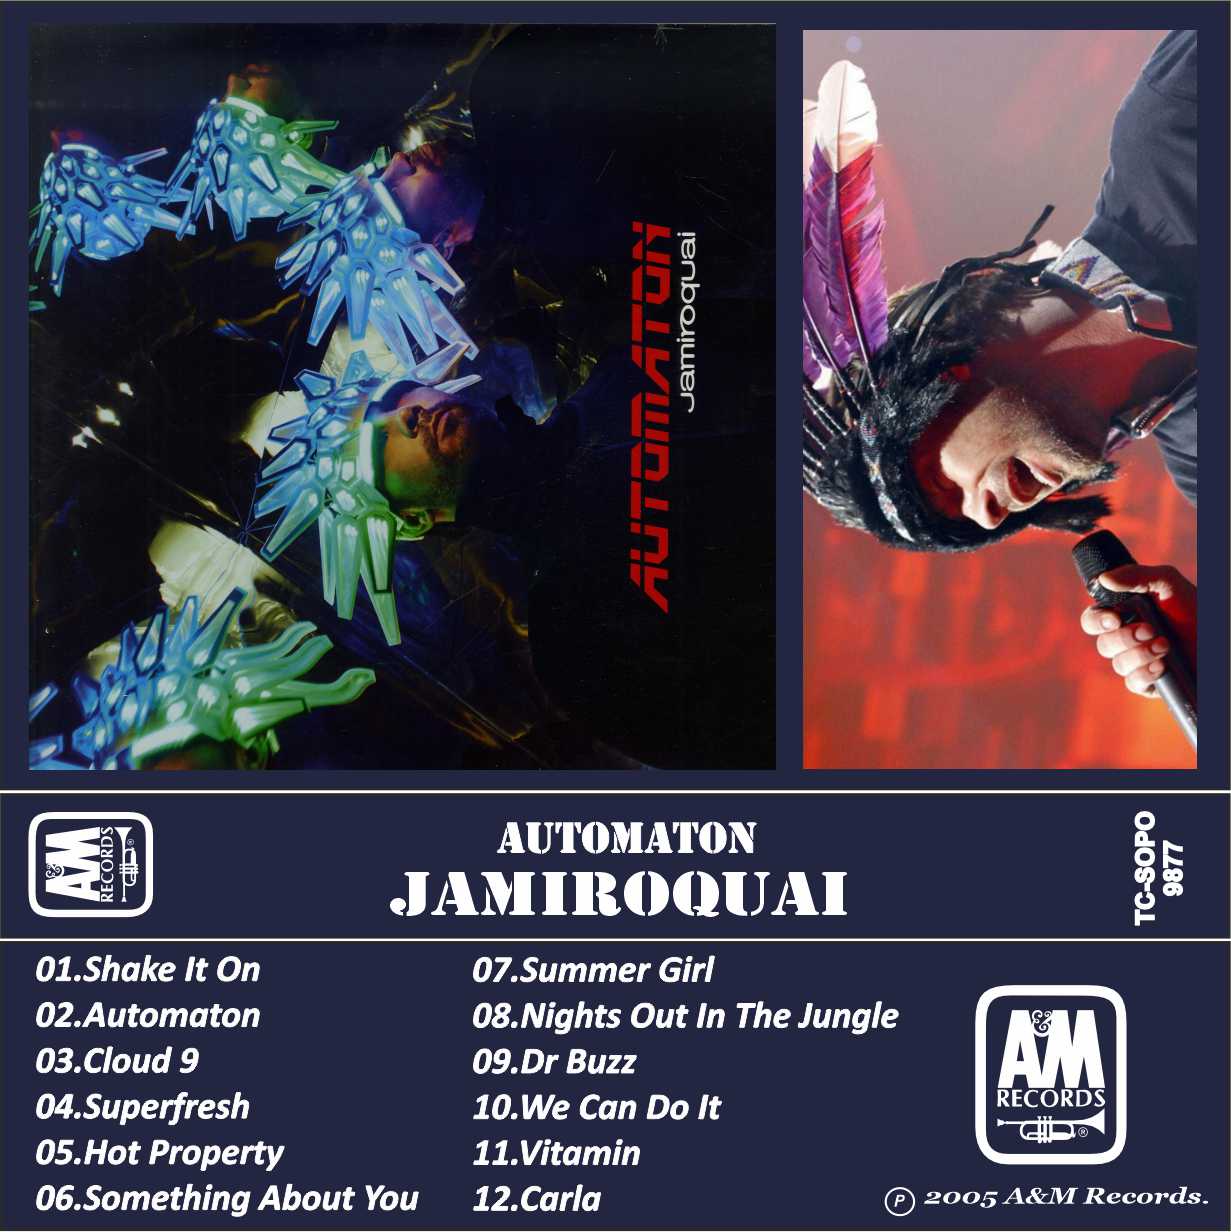 AUTOMATON
Jamiroquai
A&M
RECORDS
®
AUTOMATON
JAMIROQUAI
TC-SOPO
9877
01.Shake It On
02.Automaton
03.Cloud 9
04.Superfresh
05.Hot Property
06.Something About You
07.Summer Girl
08.Nights Out In The Jungle
09.Dr Buzz
10.We Can Do It
11.Vitamin
12.Carla
A&M
RECORDS
®
Ⓟ 2005 A&M Records.